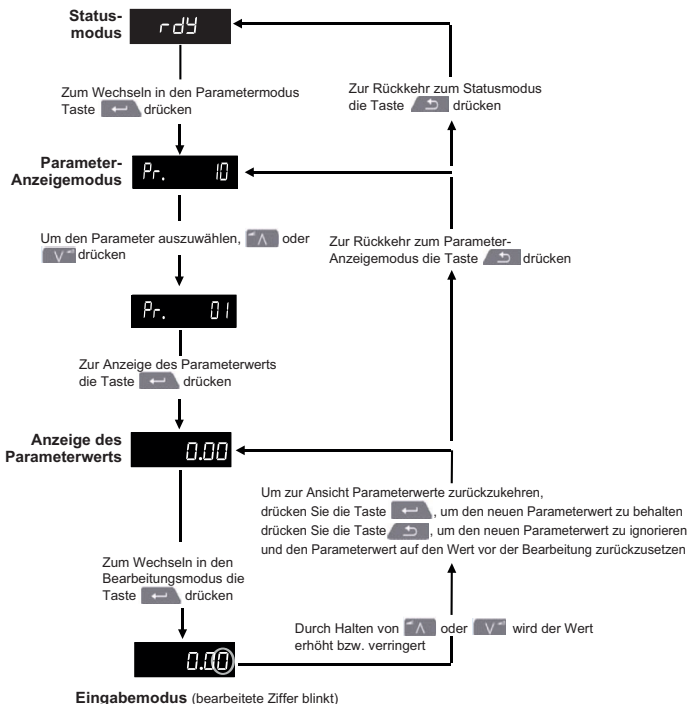 Status-
modus
rdY
Zum Wechseln in den Parametermodus
Taste drücken
Zur Rückkehr zum Statusmodus
die Taste drücken
Parameter-
Anzeigemodus
Pr. 10
Um den Parameter auszuwählen, oder
drücken
Zur Rückkehr zum Parameter-
Anzeigemodus die Taste drücken
Pr. 01
Zur Anzeige des Parameterwerts
die Taste drücken
Anzeige des
Parameterwerts
0.00
Um zur Ansicht Parameterwerte zurückzukehren,
drücken Sie die Taste , um den neuen Parameterwert zu behalten
drücken Sie die Taste , um den neuen Parameterwert zu ignorieren
und den Parameterwert auf den Wert vor der Bearbeitung zurückzusetzen
Zum Wechseln in den
Bearbeitungsmodus die
Taste drücken
Durch Halten von oder wird der Wert
erhöht bzw. verringert
0.00
Eingabemodus (bearbeitete Ziffer blinkt)